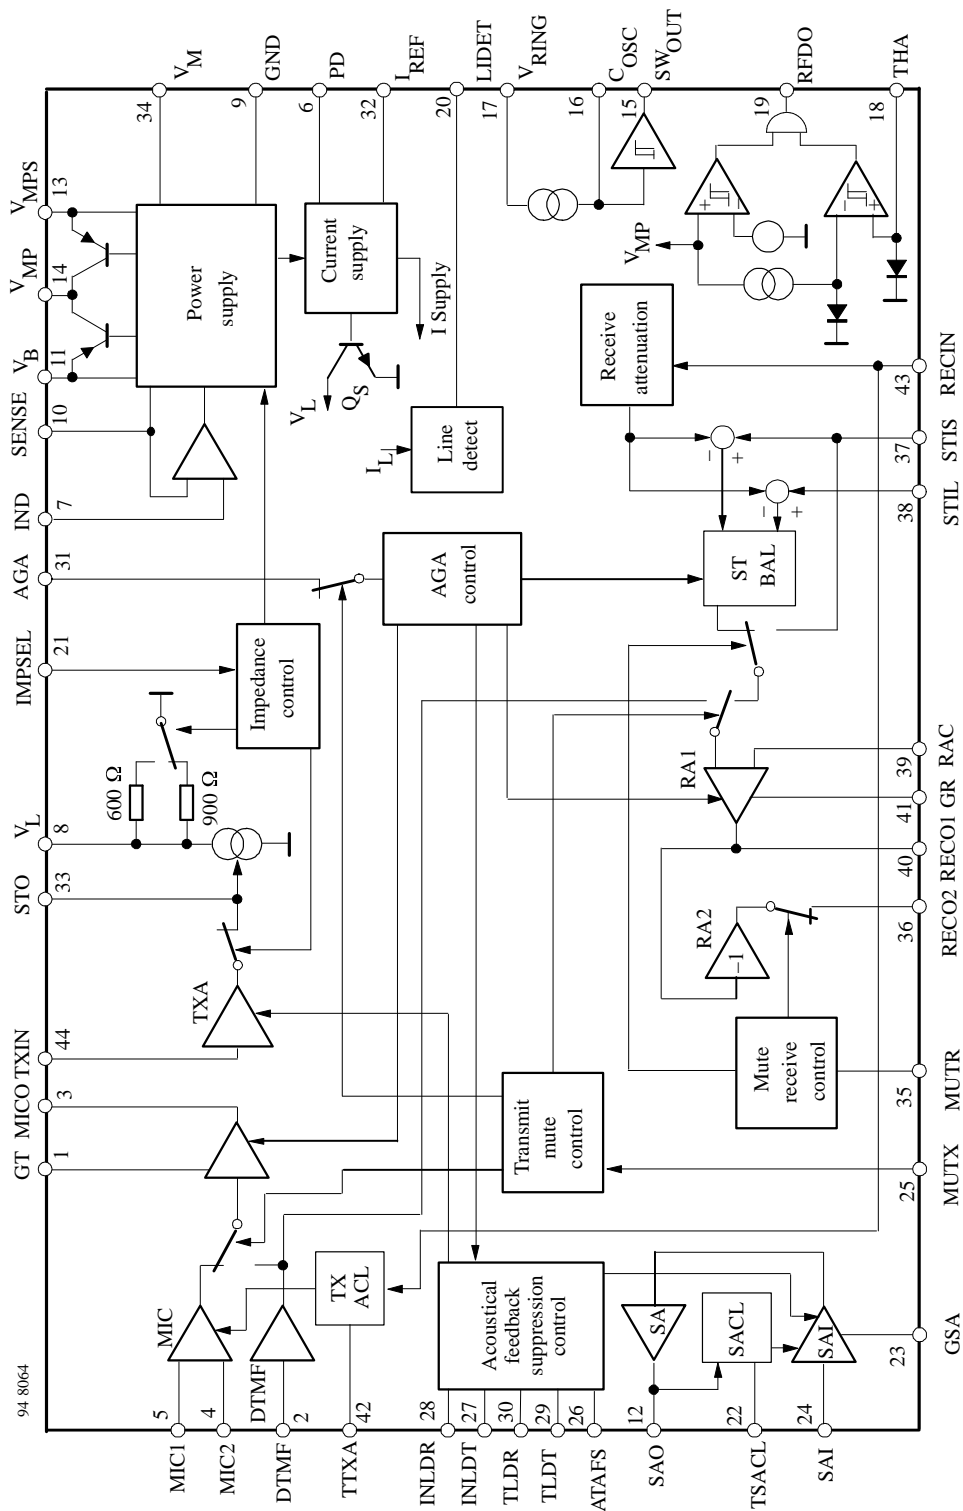 94 8064
GT
1
MICO
3
TXIN
44
STO
33
V_L
8
IMPSEL
21
AGA
31
IND
7
SENSE
10
V_B
11
V_MP
14
V_MPS
13
MIC1
5
MIC2
4
DTMF
2
TTXA
42
INLDR
28
INLDT
27
TLDR
30
TLDT
29
ATAFS
26
SAO
12
TSACL
22
SAI
24
V_M
34
GND
9
PD
6
I_REF
32
LIDET
20
V_RING
17
C_OSC
16
SW_OUT
15
RFDO
19
THA
18
GSA
23
MUTX
25
MUTR
35
RECO2
36
RECO1
40
GR
41
RAC
39
STIL
38
STIS
37
RECIN
43
MIC
DTMF
TX
ACL
TXA
600 Ω
900 Ω
Impedance
control
Power
supply
Current
supply
I Supply
V_L
Q_S
I_L
Line
detect
AGA
control
Transmit
mute
control
Acoustical
feedback
suppression
control
SA
SACL
SAI
Mute
receive
control
RA2
−1
RA1
ST
BAL
−
+
−
+
Receive
attenuation
V_MP
+
−
−
+